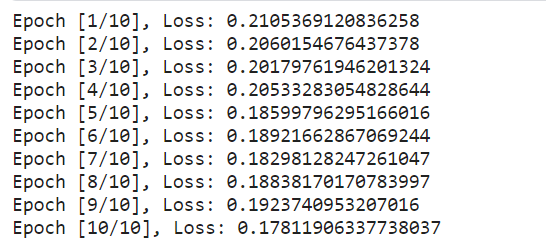 Epoch [1/10], Loss: 0.2105369120836258
Epoch [2/10], Loss: 0.2060154676437378
Epoch [3/10], Loss: 0.20179761946201324
Epoch [4/10], Loss: 0.20533283054828644
Epoch [5/10], Loss: 0.18599796295166016
Epoch [6/10], Loss: 0.18921662867069244
Epoch [7/10], Loss: 0.18298128247261047
Epoch [8/10], Loss: 0.18838170170783997
Epoch [9/10], Loss: 0.1923740953207016
Epoch [10/10], Loss: 0.17811906337738037